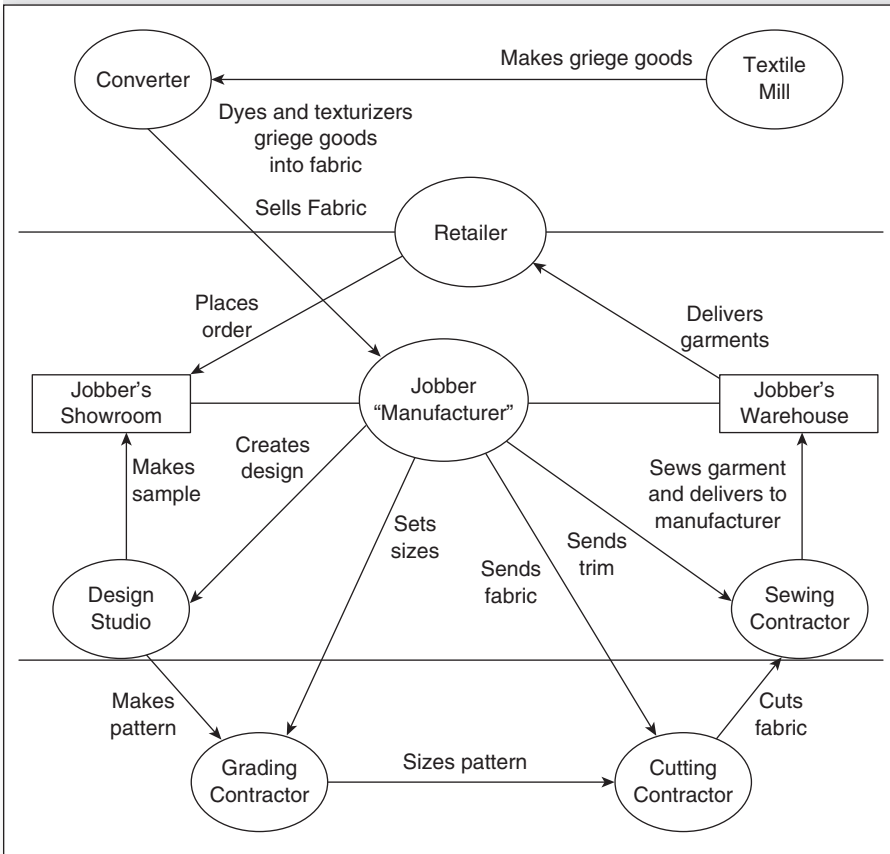 Makes griege goods
Converter
Textile
Mill
Dyes and texturizers
griege goods
into fabric
Sells Fabric
Retailer
Places
order
Delivers
garments
Jobber's
Showroom
Jobber
“Manufacturer”
Jobber's
Warehouse
Makes
sample
Creates
design
Sets
sizes
Sends
fabric
Sends
trim
Sews garment
and delivers to
manufacturer
Design
Studio
Sewing
Contractor
Makes
pattern
Cuts
fabric
Grading
Contractor
Sizes pattern
Cutting
Contractor